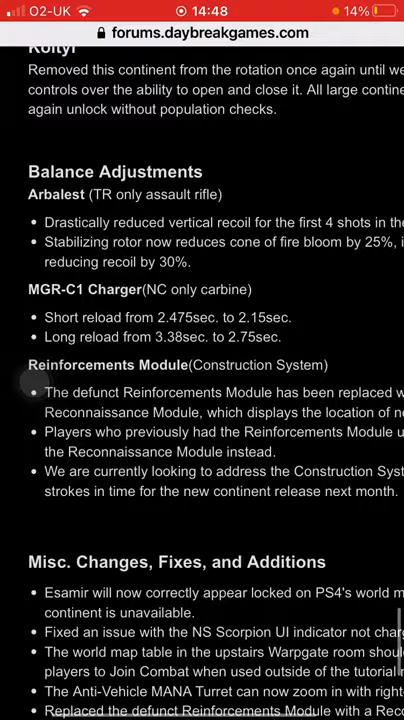 O2-UK 14:48 14%
forums.daybreakgames.com
Koltyr
Removed this continent from the rotation once again until we
controls over the ability to open and close it. All large contine
again unlock without population checks.
Balance Adjustments
Arbalest (TR only assault rifle)
• Drastically reduced vertical recoil for the first 4 shots in the
• Stabilizing rotor now reduces cone of fire bloom by 25%, i
reducing recoil by 30%.
MGR-C1 Charger(NC only carbine)
• Short reload from 2.475sec. to 2.15sec.
• Long reload from 3.38sec. to 2.75sec.
Reinforcements Module(Construction System)
• The defunct Reinforcements Module has been replaced w
Reconnaissance Module, which displays the location of ne
• Players who previously had the Reinforcements Module u
the Reconnaissance Module instead.
• We are currently looking to address the Construction Syst
strokes in time for the new continent release next month.
Misc. Changes, Fixes, and Additions
• Esamir will now correctly appear locked on PS4's world m
continent is unavailable.
• Fixed an issue with the NS Scorpion UI indicator not charg
• The world map table in the upstairs Warpgate room shoul
players to Join Combat when used outside of the tutorial r
• The Anti-Vehicle MANA Turret can now zoom in with right-
• Replaced the defunct Reinforcements Module with a Reco